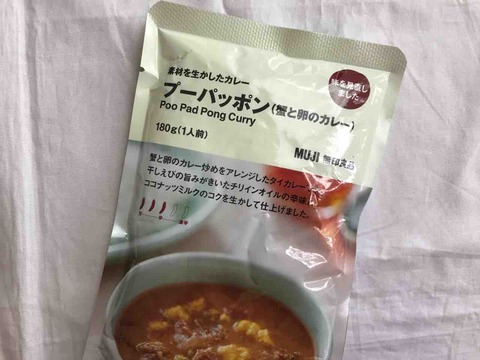 素材を生かしたカレー
プーパッポン(蟹と卵のカレー)
Poo Pad Pong Curry
180g(1人前)
味を見直し
ました
MUJI 無印良品
蟹と卵のカレー炒めをアレンジしたタイカレー
干しえびの旨みがきいたチリインオイルの辛味
ココナッツミルクのコクを生かして仕上げました。